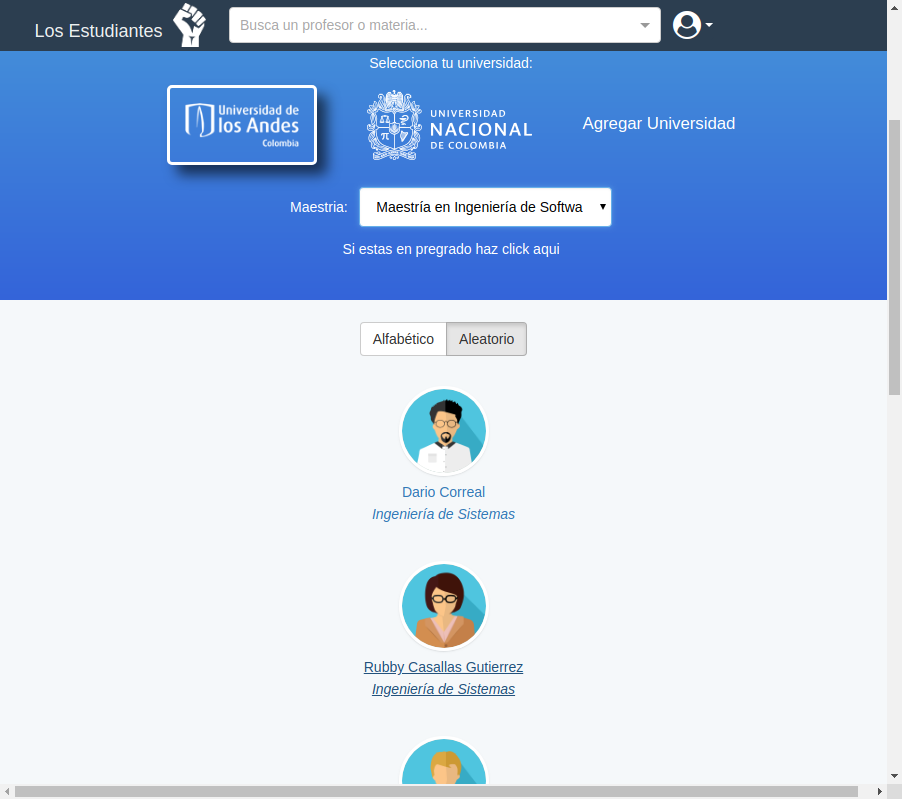 Los Estudiantes
Busca un profesor o materia...
Selecciona tu universidad:
Universidad de
los Andes
Colombia
UNIVERSIDAD
NACIONAL
DE COLOMBIA
Agregar Universidad
Maestria:
Maestría en Ingeniería de Softwa
Si estas en pregrado haz click aqui
Alfabético
Aleatorio
Dario Correal
Ingeniería de Sistemas
Rubby Casallas Gutierrez
Ingeniería de Sistemas